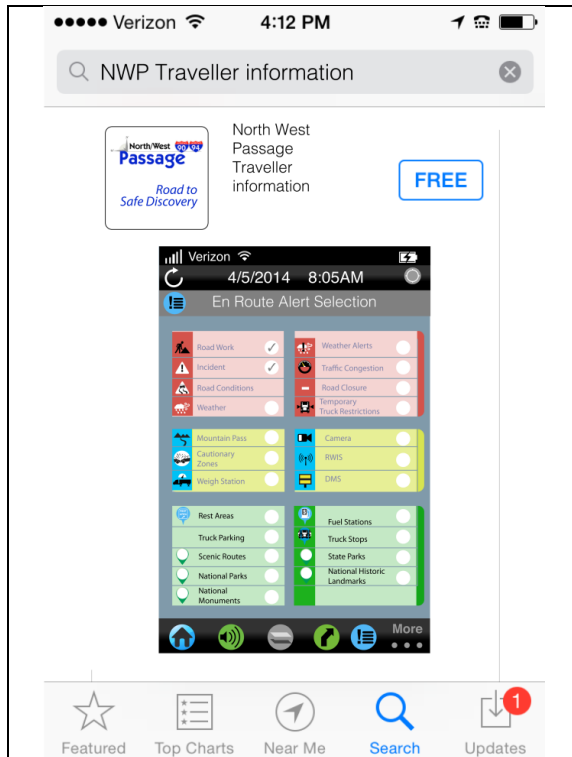 Verizon 4:12 PM
NWP Traveller information
North/West 90 94
Passage
Road to
Safe Discovery
North West
Passage
Traveller
information
FREE
Verizon
4/5/2014 8:05AM
En Route Alert Selection
Road Work
Incident
Road Conditions
Weather
Weather Alerts
Traffic Congestion
Road Closure
Temporary
Truck Restrictions
Mountain Pass
Cautionary
Zones
Weigh Station
Camera
RWIS
DMS
Rest Areas
Truck Parking
Scenic Routes
National Parks
National
Monuments
Fuel Stations
Truck Stops
State Parks
National Historic
Landmarks
More
Featured
Top Charts
Near Me
Search
1
Updates